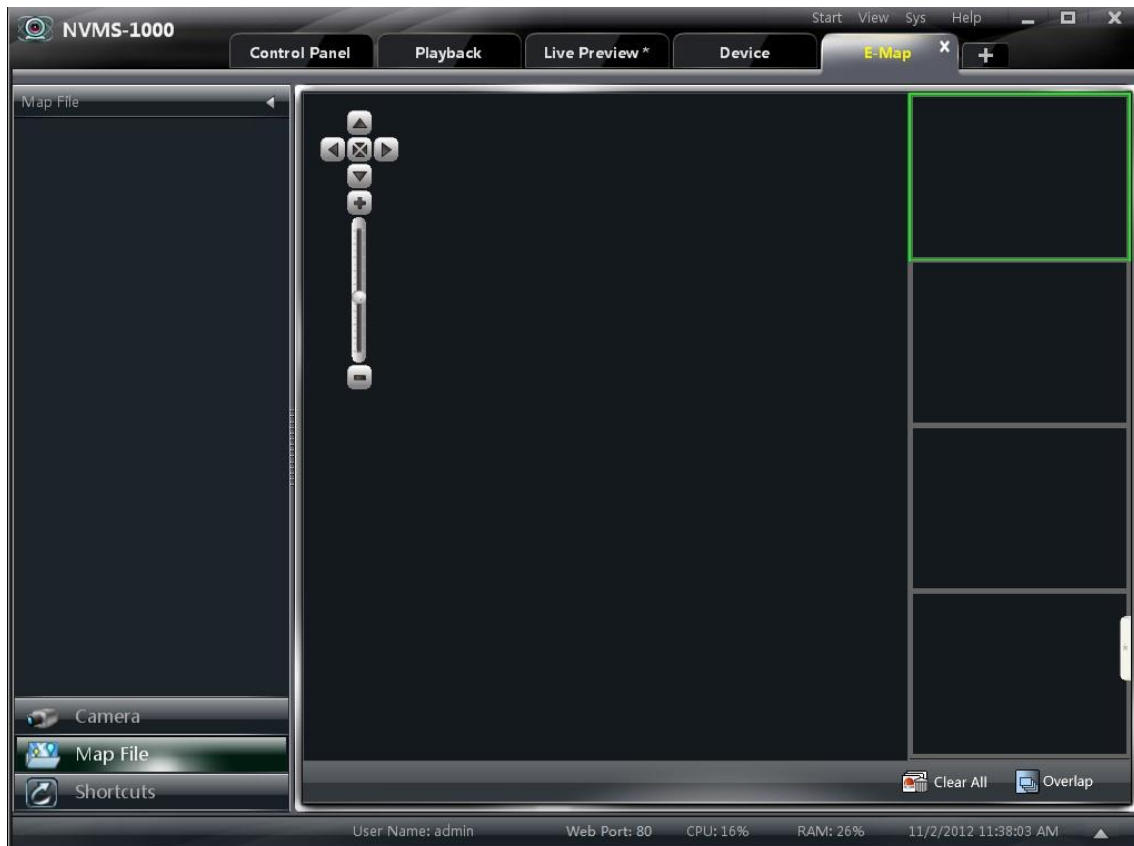 NVMS-1000
Start View Sys Help
Control Panel
Playback
Live Preview *
Device
E-Map
Map File
Camera
Map File
Shortcuts
Clear All
Overlap
User Name: admin
Web Port: 80
CPU: 16%
RAM: 26%
11/2/2012 11:38:03 AM